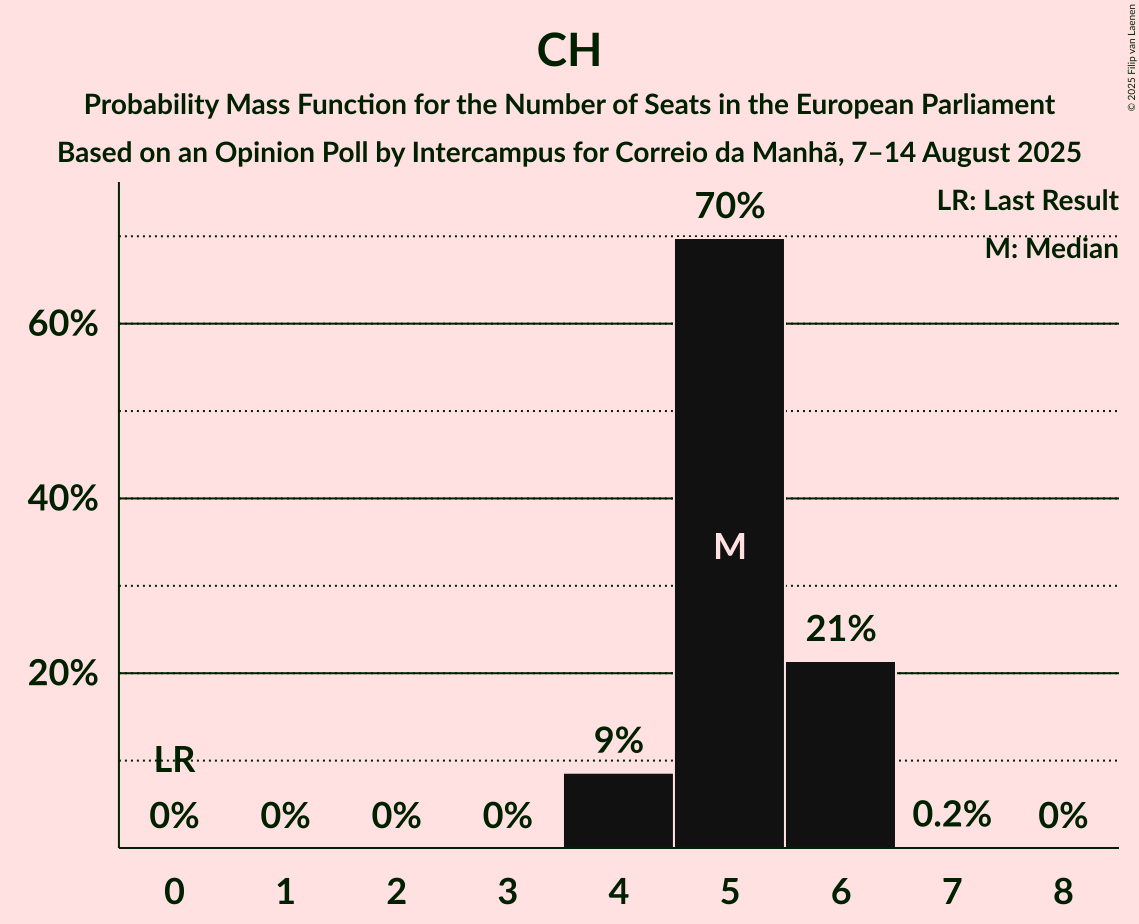 CH
Probability Mass Function for the Number of Seats in the European Parliament
Based on an Opinion Poll by Intercampus for Correio da Manhã, 7–14 August 2025
© 2025 Filip van Laenen
LR: Last Result
M: Median
70%
60%
40%
M
21%
20%
9%
LR
0% 0% 0% 0% 0.2% 0%
0 1 2 3 4 5 6 7 8